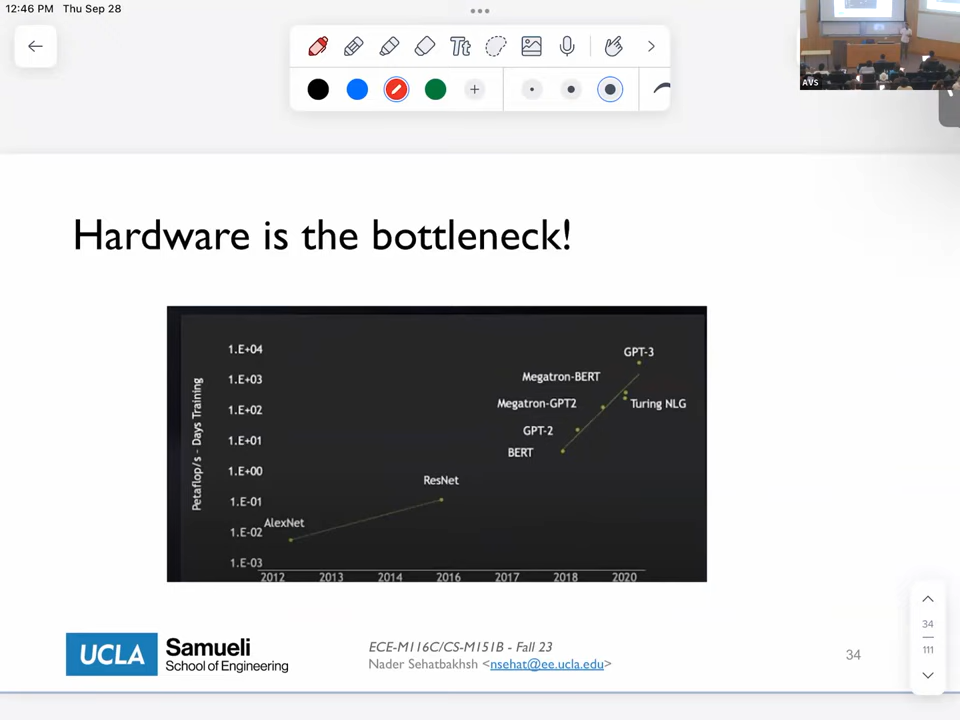 12:46 PM Thu Sep 28
Tt
AVS
Hardware is the bottleneck!
Petaflop/s - Days Training
1.E+04
1.E+03
1.E+02
1.E+01
1.E+00
1.E-01
1.E-02
1.E-03
GPT-3
Megatron-BERT
Megatron-GPT2
Turing NLG
GPT-2
BERT
ResNet
AlexNet
2012 2013 2014 2016 2017 2018 2020
UCLA Samueli
School of Engineering
ECE-M116C/CS-M151B - Fall 23
Nader Sehatbakhsh <nsehat@ee.ucla.edu>
34
34
111